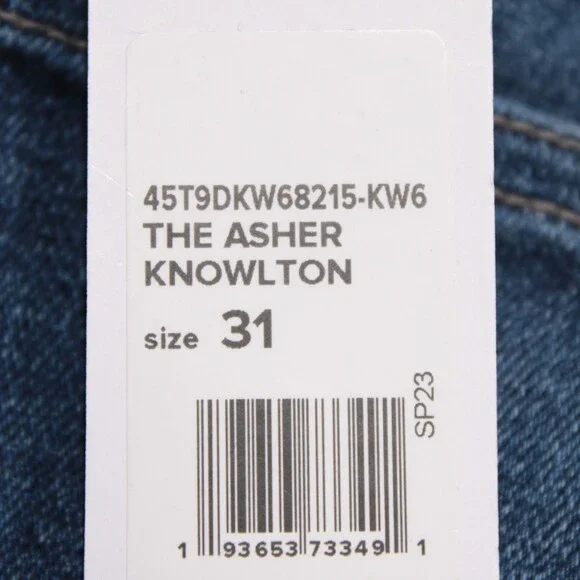 45T9DKW68215-KW6
THE ASHER
KNOWLTON
size 31
SP23
1 93653 73349 1